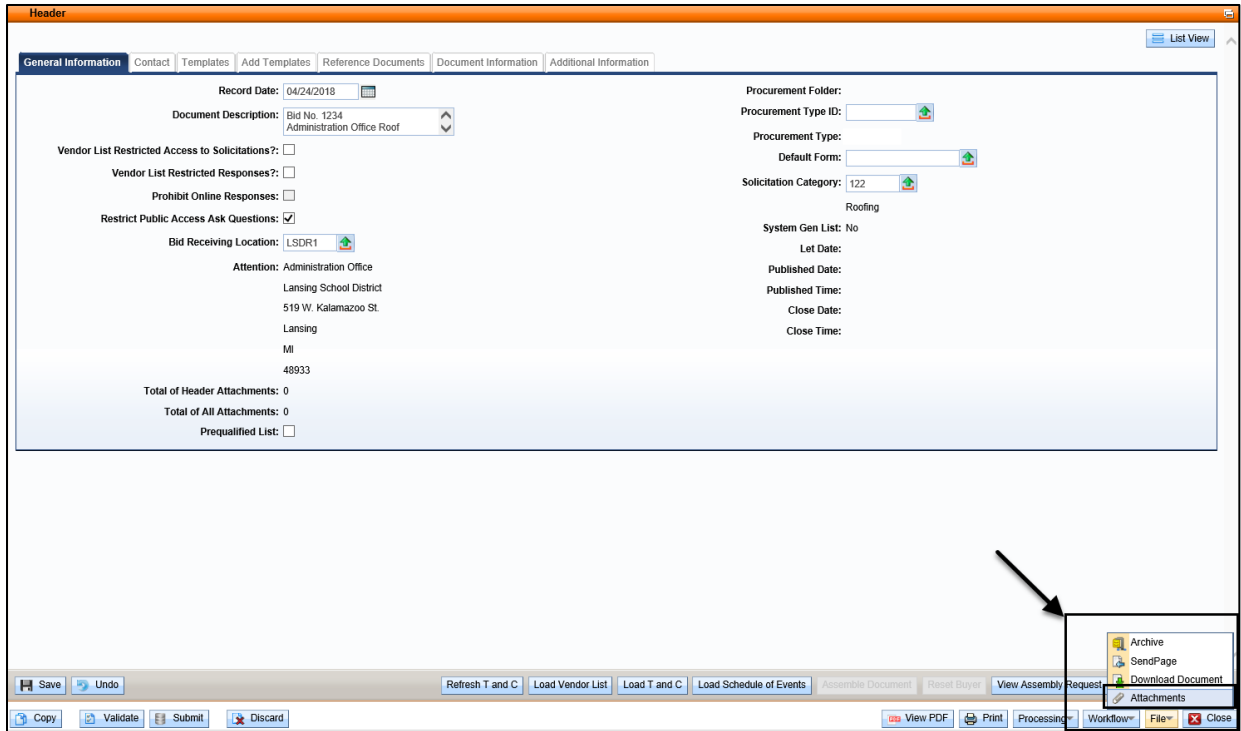 Header
List View
General Information Contact Templates Add Templates Reference Documents Document Information Additional Information
Record Date: 04/24/2018
Document Description: Bid No. 1234
Administration Office Roof
Vendor List Restricted Access to Solicitations?:
Vendor List Restricted Responses?:
Prohibit Online Responses:
Restrict Public Access Ask Questions:
Bid Receiving Location: LSDR1
Attention: Administration Office
Lansing School District
519 W. Kalamazoo St.
Lansing
MI
48933
Total of Header Attachments: 0
Total of All Attachments: 0
Prequalified List:
Procurement Folder:
Procurement Type ID:
Procurement Type:
Default Form:
Solicitation Category: 122
Roofing
System Gen List: No
Let Date:
Published Date:
Published Time:
Close Date:
Close Time:
Archive
SendPage
Download Document
Attachments
Save Undo Refresh T and C Load Vendor List Load T and C Load Schedule of Events Assemble Document Reset Buyer View Assembly Request
Copy Validate Submit Discard View PDF Print Processing Workflow File Close